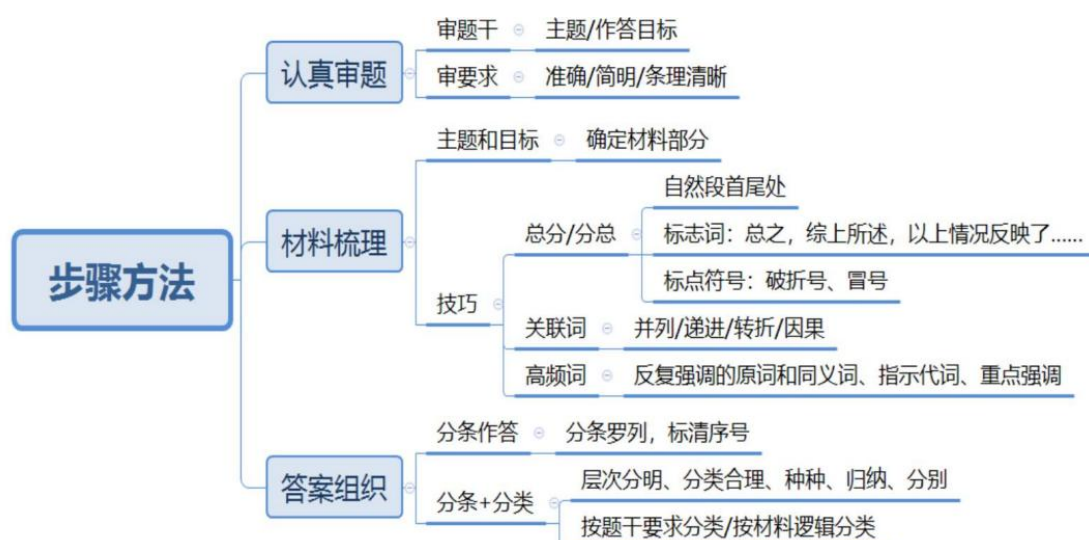 步骤方法
认真审题
审题干
主题/作答目标
审要求
准确/简明/条理清晰
材料梳理
主题和目标
确定材料部分
技巧
总分/分总
自然段首尾处
标志词：总之，综上所述，以上情况反映了......
标点符号：破折号、冒号
关联词
并列/递进/转折/因果
高频词
反复强调的原词和同义词、指示代词、重点强调
答案组织
分条作答
分条罗列，标清序号
分条+分类
层次分明、分类合理、种种、归纳、分别
按题干要求分类/按材料逻辑分类